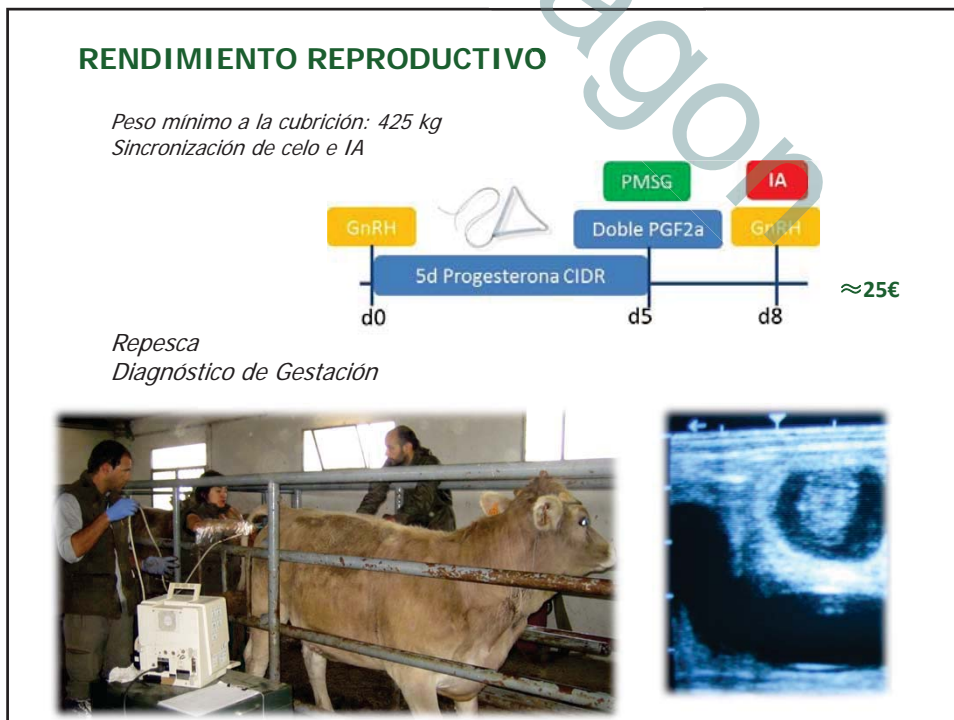 RENDIMIENTO REPRODUCTIVO
Peso mínimo a la cubrición: 425 kg
Sincronización de celo e IA
PMSG
IA
GnRH
Doble PGF2a
GnRH
5d Progesterona CIDR
≈25€
d0
d5
d8
Repesca
Diagnóstico de Gestación
agon